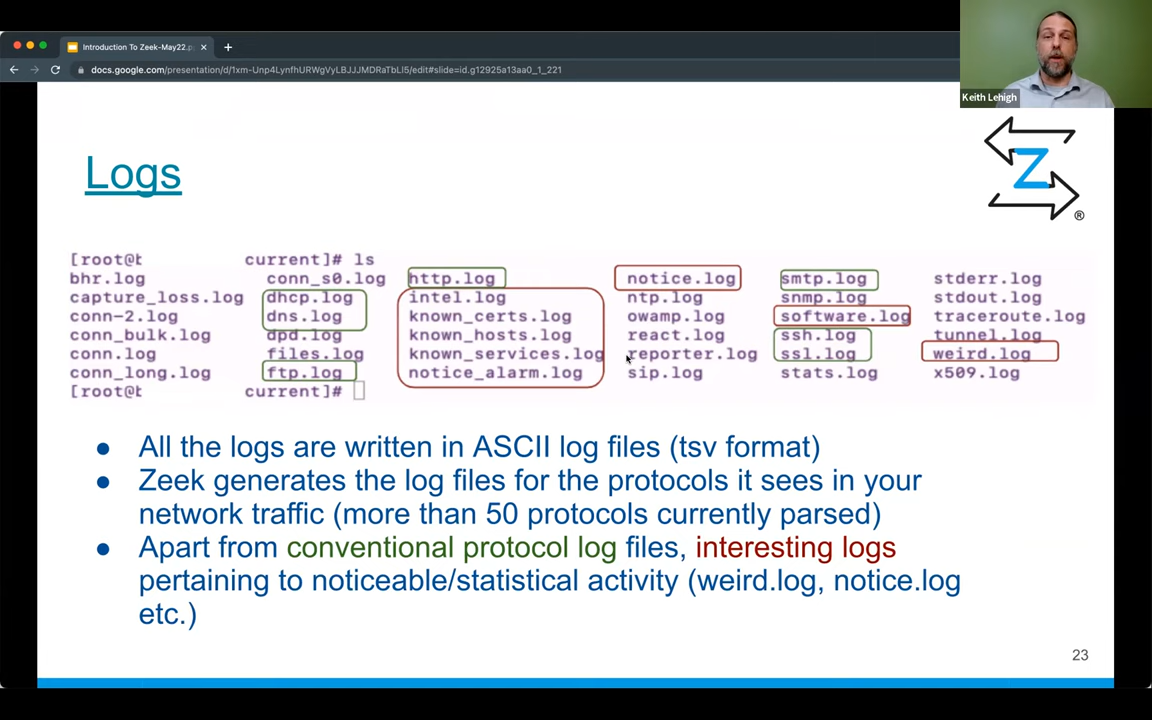 Introduction To Zeek-May22.p
docs.google.com/presentation/d/1xm-Unp4LynfhURWgVyLBJJJMDRaTbLl5/edit#slide=id.g12925a13aa0_1_221
Keith Lehigh
Z
®
Logs
[root@t current]# ls
bhr.log conn_s0.log http.log notice.log smtp.log stderr.log
capture_loss.log dhcp.log intel.log ntp.log snmp.log stdout.log
conn-2.log dns.log known_certs.log owamp.log software.log traceroute.log
conn_bulk.log dpd.log known_hosts.log react.log ssh.log tunnel.log
conn.log files.log known_services.log reporter.log ssl.log weird.log
conn_long.log ftp.log notice_alarm.log sip.log stats.log x509.log
[root@t current]#
● All the logs are written in ASCII log files (tsv format)
● Zeek generates the log files for the protocols it sees in your
network traffic (more than 50 protocols currently parsed)
● Apart from conventional protocol log files, interesting logs
pertaining to noticeable/statistical activity (weird.log, notice.log
etc.)
23